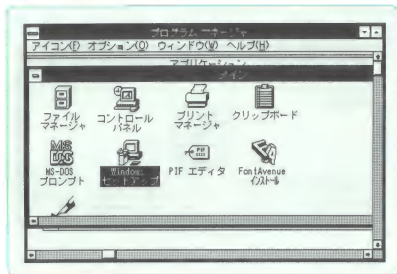 プログラム マネージャ
アイコン(F) オプション(O) ウィンドウ(W) ヘルプ(H)
アプリケーション
メイン
ファイル
マネージャ
コントロール
パネル
プリント
マネージャ
クリップボード
MS-DOS
MS-DOS
プロンプト
Windows
セットアップ
PIF
PIF エディタ
FontAvenue
インストール